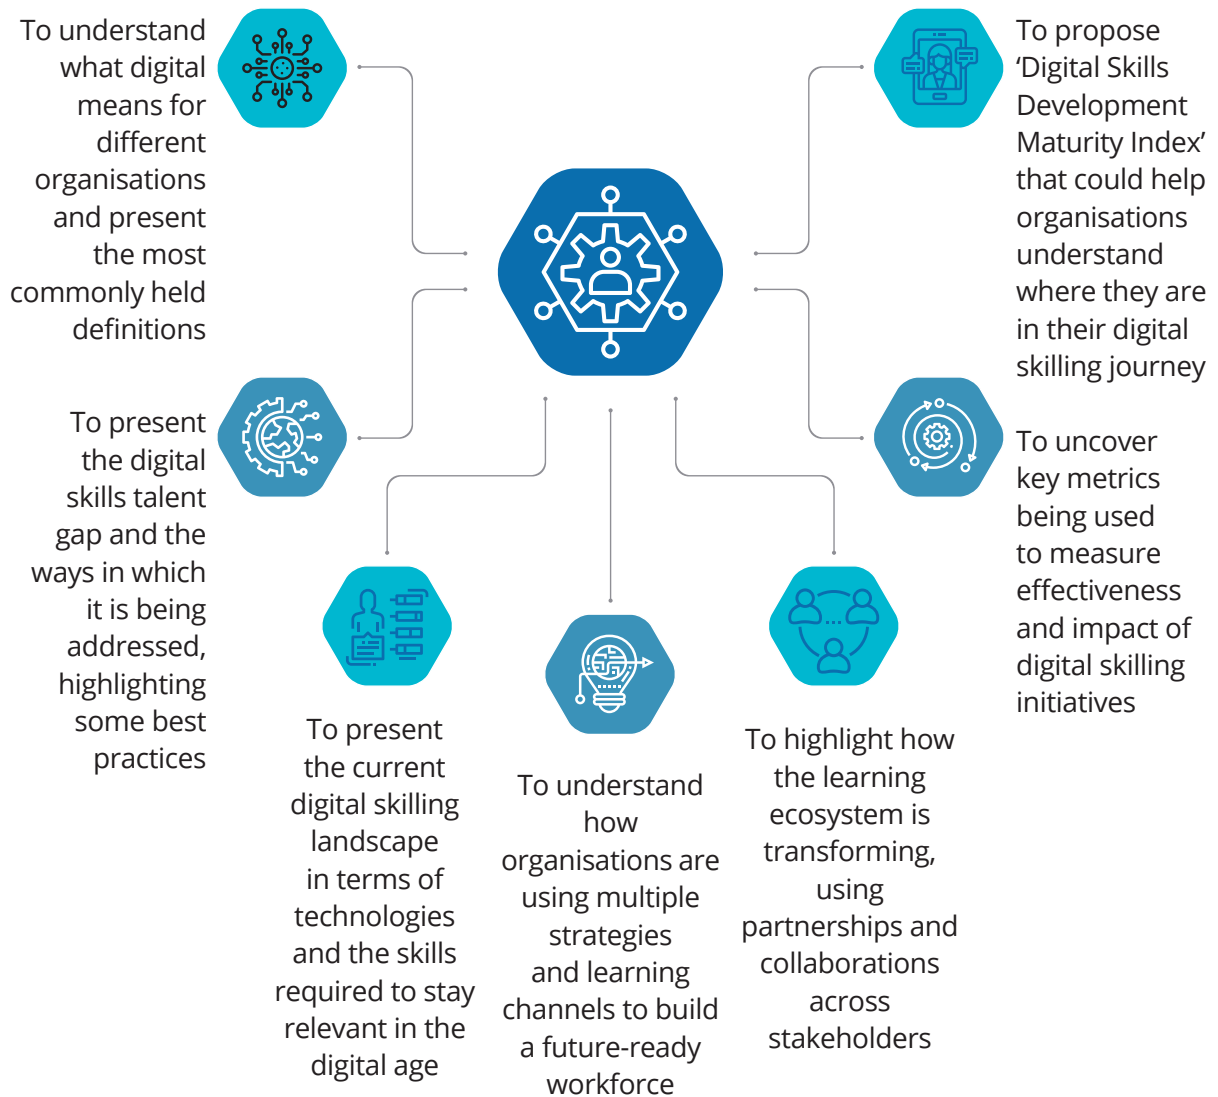 To understand
what digital
means for
different
organisations
and present
the most
commonly held
definitions
To present
the digital
skills talent
gap and the
ways in which
it is being
addressed,
highlighting
some best
practices
To present
the current
digital skilling
landscape
in terms of
technologies
and the skills
required to stay
relevant in the
digital age
To understand
how
organisations are
using multiple
strategies
and learning
channels to build
a future-ready
workforce
To highlight how
the learning
ecosystem is
transforming,
using
partnerships and
collaborations
across
stakeholders
To uncover
key metrics
being used
to measure
effectiveness
and impact of
digital skilling
initiatives
To propose
‘Digital Skills
Development
Maturity Index’
that could help
organisations
understand
where they are
in their digital
skilling journey